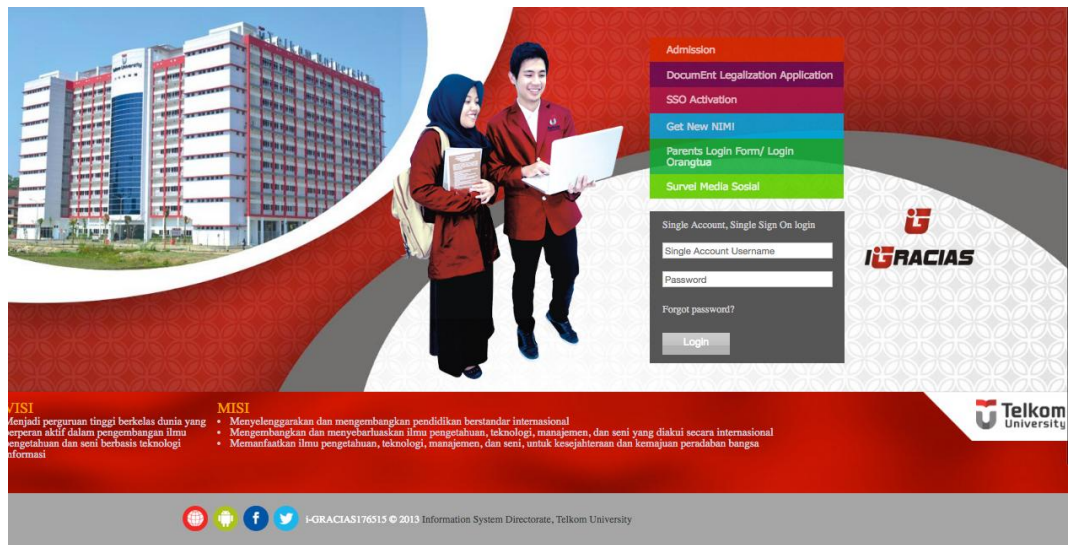 Telkom University
Admission
DocumEnt Legalization Application
SSO Activation
Get New NIM!
Parents Login Form/ Login
Orangtua
Survei Media Sosial
Single Account, Single Sign On login
Single Account Username
Password
Forgot password?
Login
iG
iGRACIAS
VISI
Menjadi perguruan tinggi berkelas dunia yang
berperan aktif dalam pengembangan ilmu
pengetahuan dan seni berbasis teknologi
informasi
MISI
• Menyelenggarakan dan mengembangkan pendidikan berstandar internasional
• Mengembangkan dan menyebarluaskan ilmu pengetahuan, teknologi, manajemen, dan seni yang diakui secara internasional
• Memanfaatkan ilmu pengetahuan, teknologi, manajemen, dan seni, untuk kesejahteraan dan kemajuan peradaban bangsa
Telkom
University
i-GRACIAS176515 © 2013 Information System Directorate, Telkom University